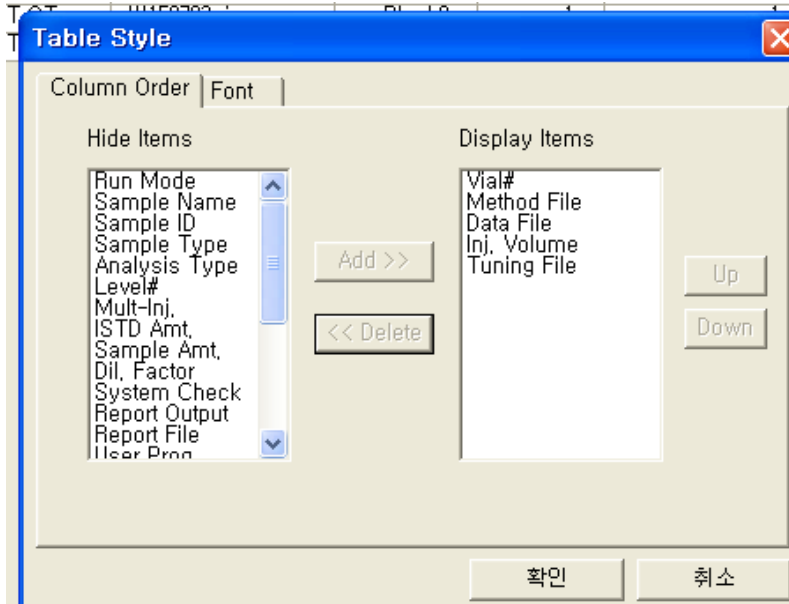 Table Style
Column Order
Font
Hide Items
Run Mode
Sample Name
Sample ID
Sample Type
Analysis Type
Level#
Mult-Inj,
ISTD Amt,
Sample Amt,
Dil, Factor
System Check
Report Output
Report File
User Prog
Add >>
<< Delete
Display Items
Vial#
Method File
Data File
Inj, Volume
Tuning File
Up
Down
확인
취소